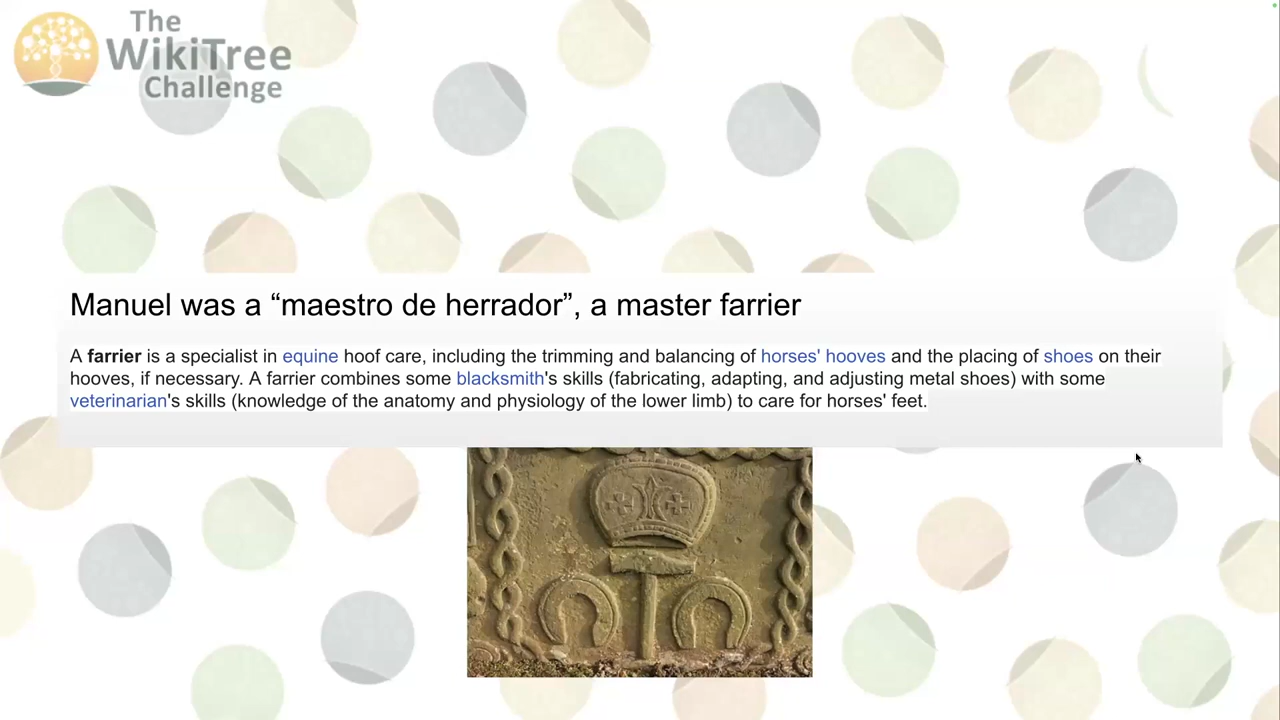 The
WikiTree
Challenge
Manuel was a “maestro de herrador”, a master farrier
A farrier is a specialist in equine hoof care, including the trimming and balancing of horses' hooves and the placing of shoes on their
hooves, if necessary. A farrier combines some blacksmith's skills (fabricating, adapting, and adjusting metal shoes) with some
veterinarian's skills (knowledge of the anatomy and physiology of the lower limb) to care for horses' feet.